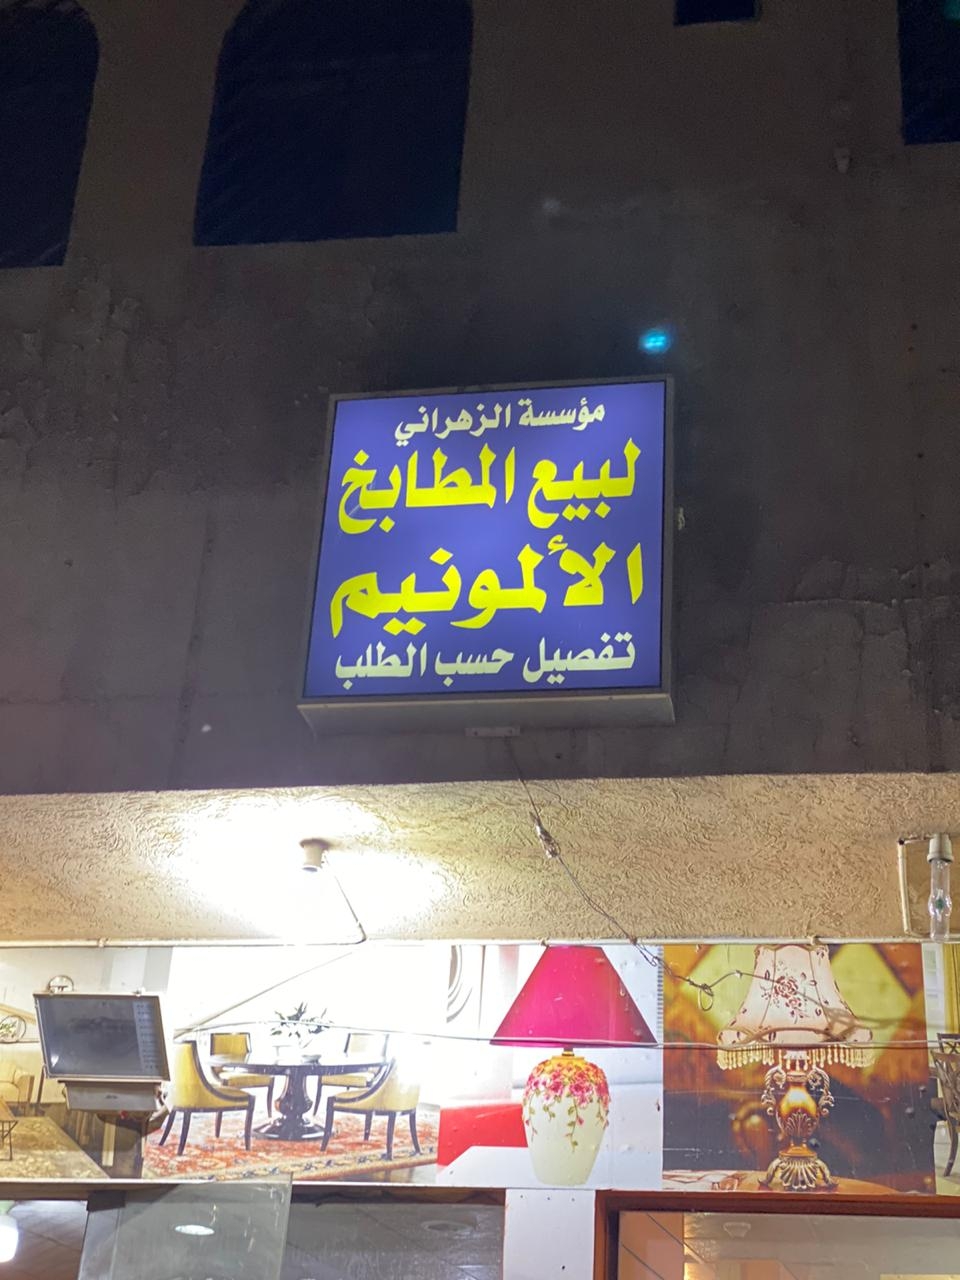 مؤسسة الزهراني
لبيع المطابخ
الألمونيم
تفصيل حسب الطلب